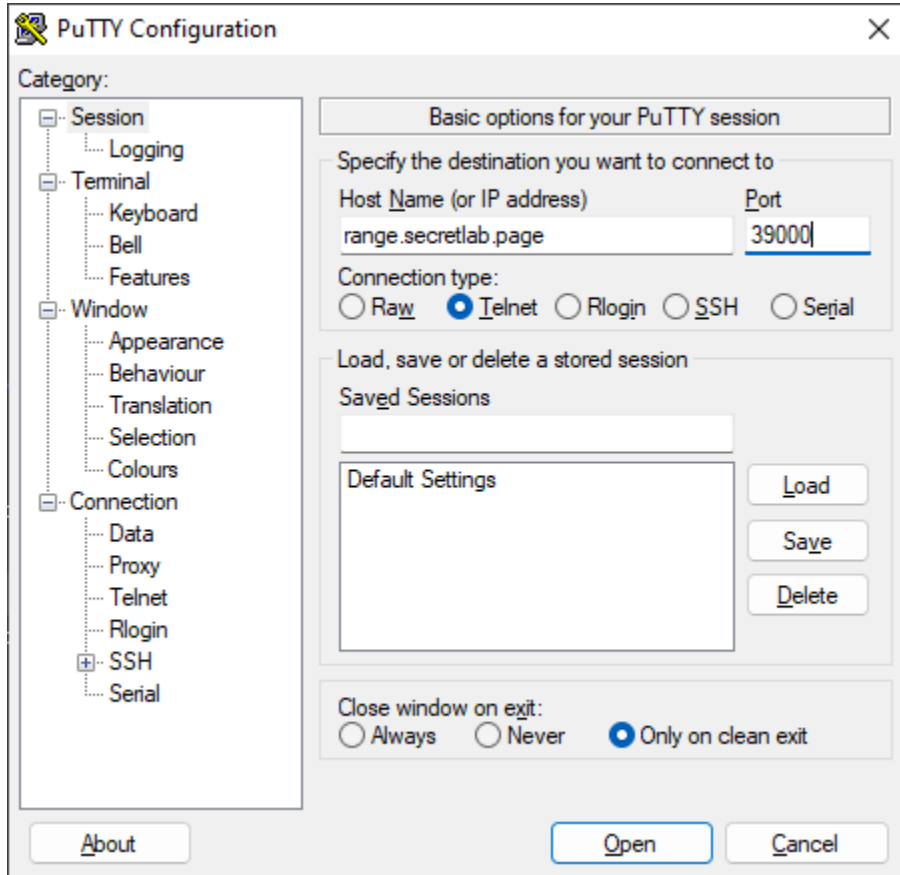 PuTTY Configuration
Category:
Session
Logging
Terminal
Keyboard
Bell
Features
Window
Appearance
Behaviour
Translation
Selection
Colours
Connection
Data
Proxy
Telnet
Rlogin
SSH
Serial
Basic options for your PuTTY session
Specify the destination you want to connect to
Host Name (or IP address) Port
range.secretlab.page 39000
Connection type:
Raw Telnet Rlogin SSH Serial
Load, save or delete a stored session
Saved Sessions
Default Settings
Load
Save
Delete
Close window on exit:
Always Never Only on clean exit
About Open Cancel